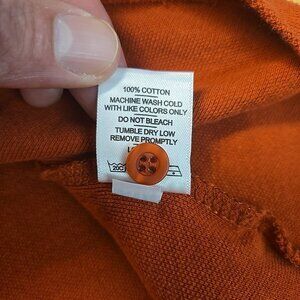 100% COTTON
MACHINE WASH COLD
WITH LIKE COLORS ONLY
DO NOT BLEACH
TUMBLE DRY LOW
REMOVE PROMPTLY